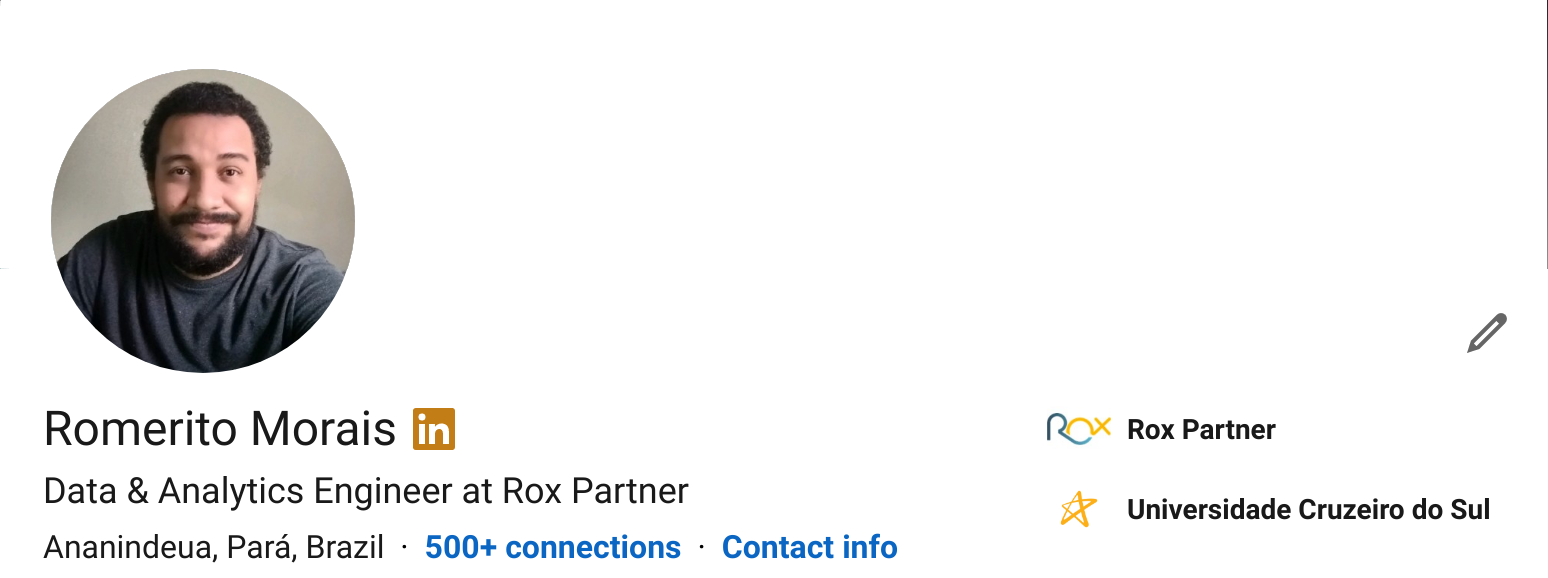 Romerito Morais in
Data & Analytics Engineer at Rox Partner
Ananindeua, Pará, Brazil · 500+ connections · Contact info
Rox Rox Partner
Universidade Cruzeiro do Sul